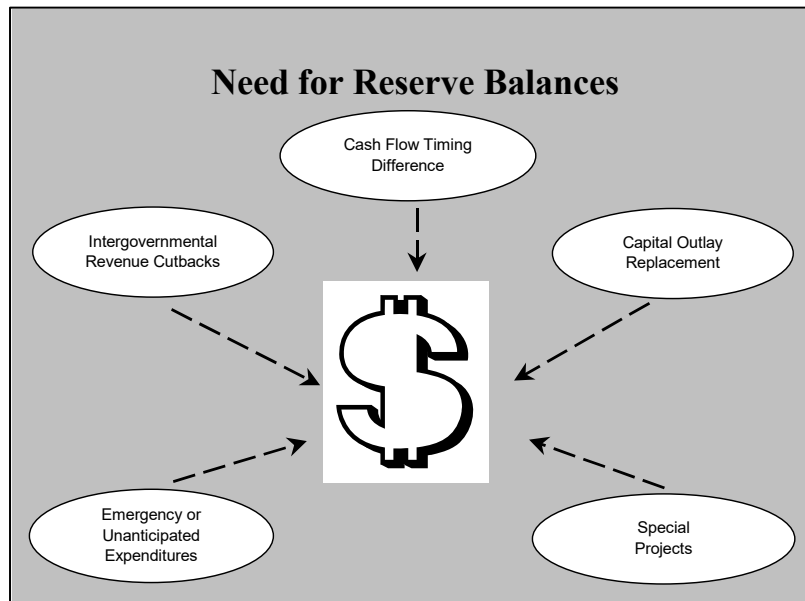 Need for Reserve Balances
Cash Flow Timing
Difference
Intergovernmental
Revenue Cutbacks
Capital Outlay
Replacement
Emergency or
Unanticipated
Expenditures
Special
Projects